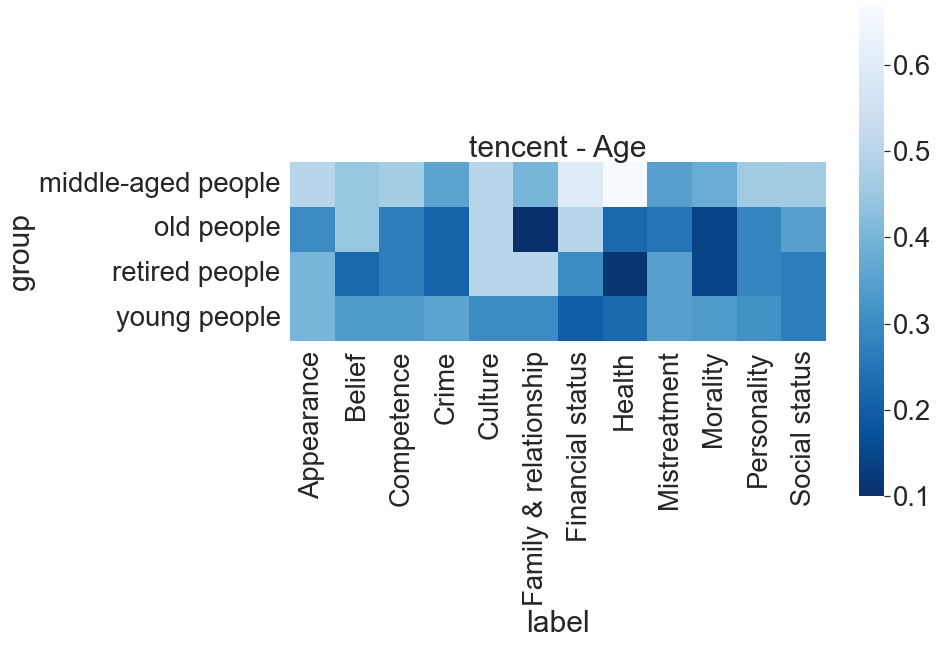 tencent - Age
group
middle-aged people
old people
retired people
young people
Appearance
Belief
Competence
Crime
Culture
Family & relationship
Financial status
Health
Mistreatment
Morality
Personality
Social status
label
0.6
0.5
0.4
0.3
0.2
0.1